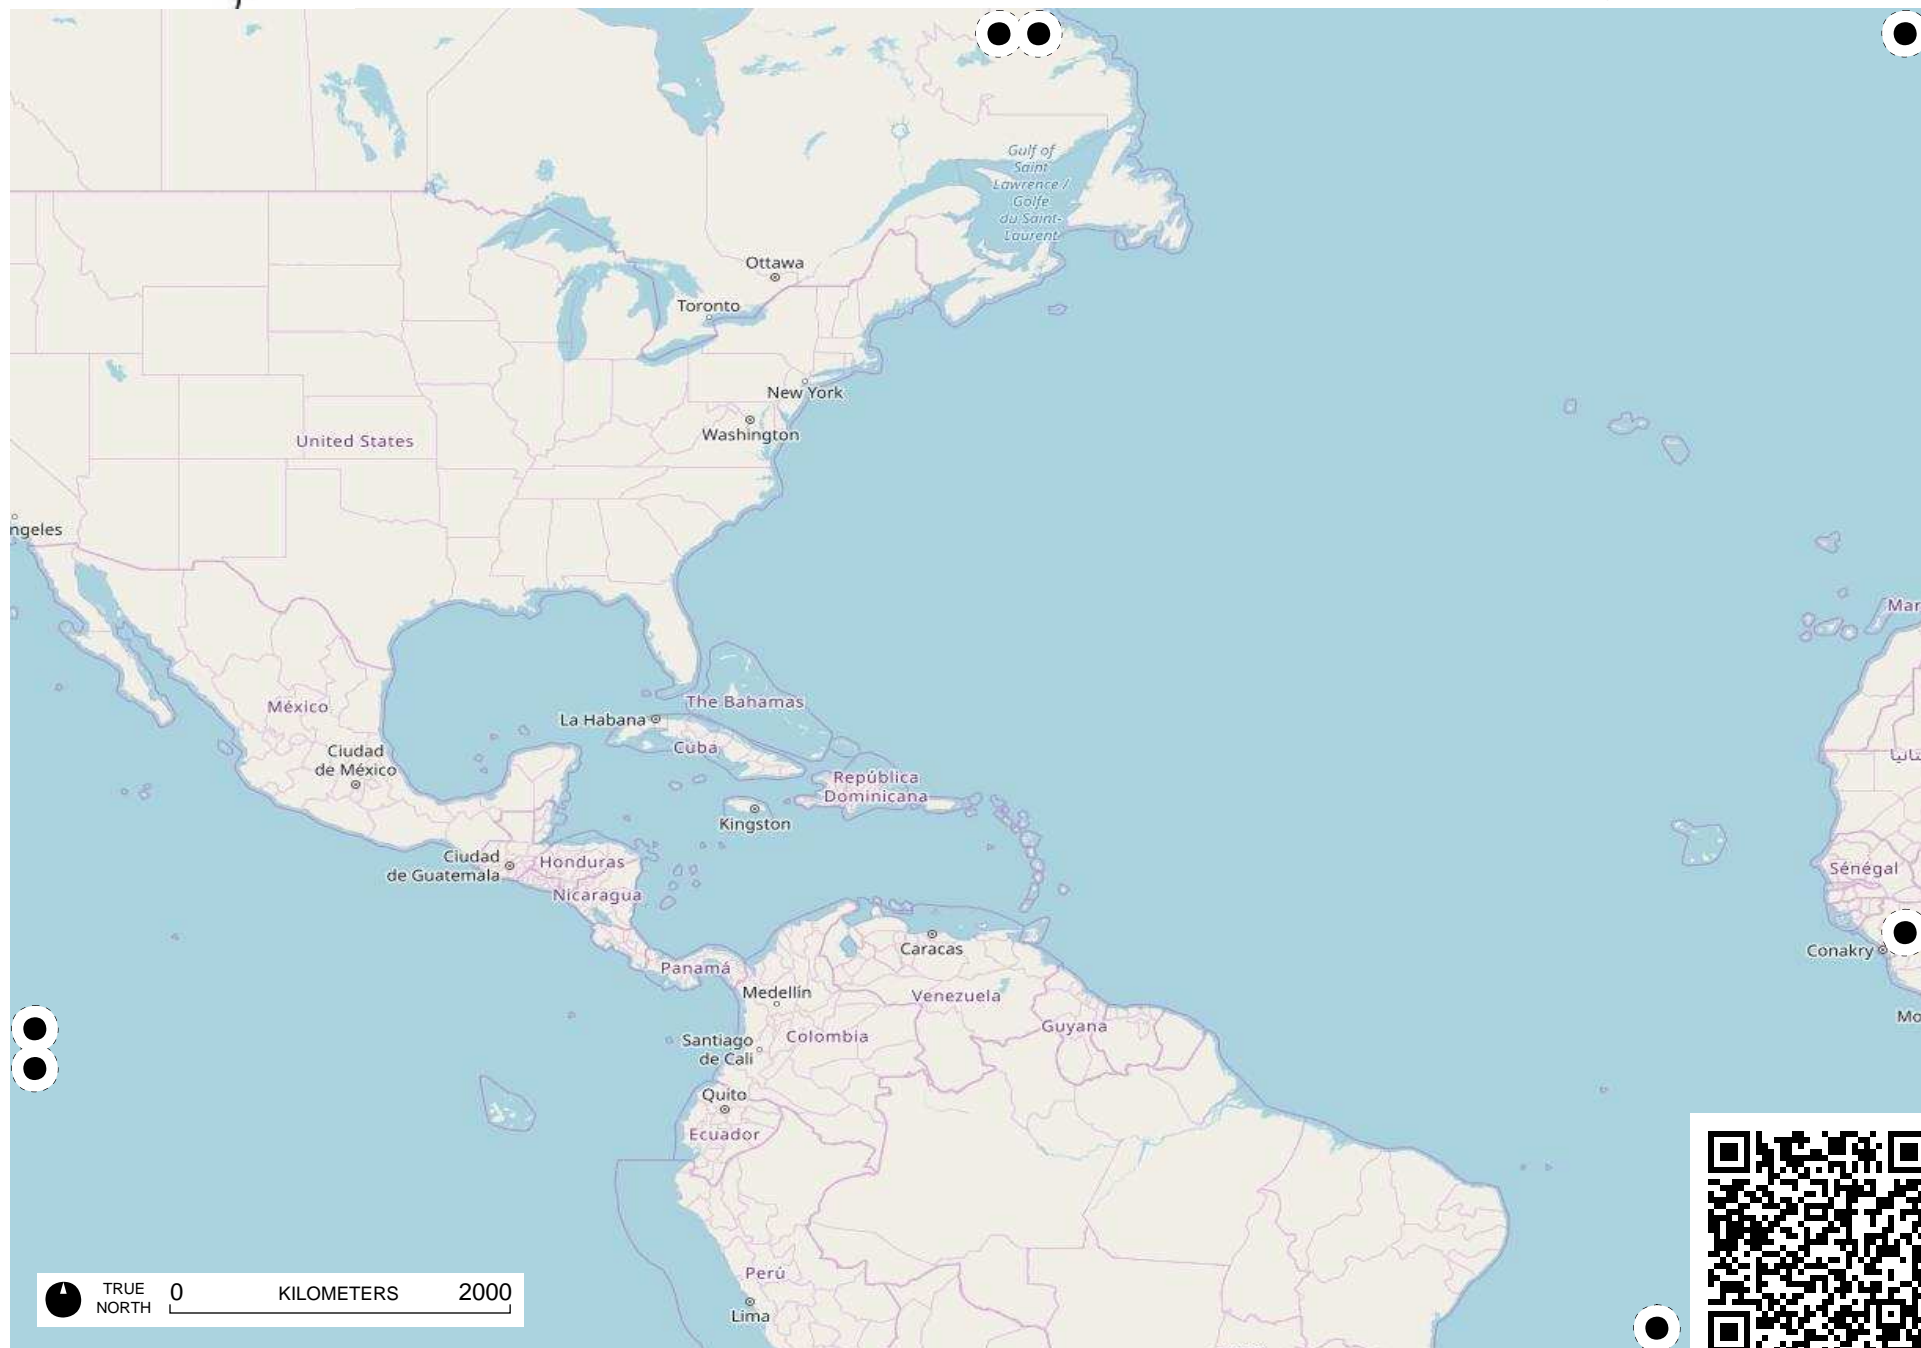 Gulf of
Saint
Lawrence /
Golfe
du Saint-
Laurent
Ottawa
Toronto
New York
Washington
United States
ngeles
Mar
México
The Bahamas
La Habana
Cuba
Ciudad
de México
República
Dominicana
Kingston
Ciudad
de Guatemala
Honduras
Nicaragua
Sénégal
Caracas
Conakry
Panamá
Medellín
Venezuela
Mo
Guyana
Colombia
Santiago
de Cali
Quito
Ecuador
Perú
Lima
TRUE
NORTH
0 KILOMETERS 2000